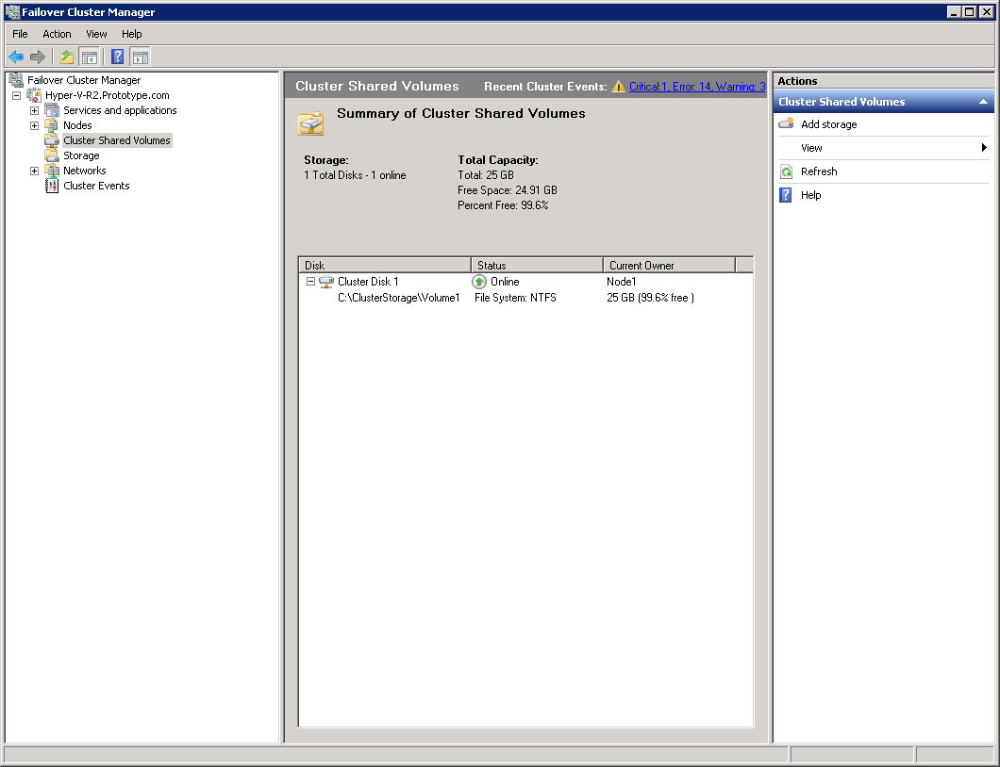 Failover Cluster Manager
File Action View Help
Failover Cluster Manager
Hyper-V-R2.Prototype.com
Services and applications
Nodes
Cluster Shared Volumes
Storage
Networks
Cluster Events
Cluster Shared Volumes Recent Cluster Events: Critical:1, Error: 14, Warning: 3
Summary of Cluster Shared Volumes
Storage:
1 Total Disks - 1 online
Total Capacity:
Total: 25 GB
Free Space: 24.91 GB
Percent Free: 99.6%
Disk Status Current Owner
Cluster Disk 1 Online Node1
C:\ClusterStorage\Volume1 File System: NTFS 25 GB (99.6% free )
Actions
Cluster Shared Volumes
Add storage
View
Refresh
Help